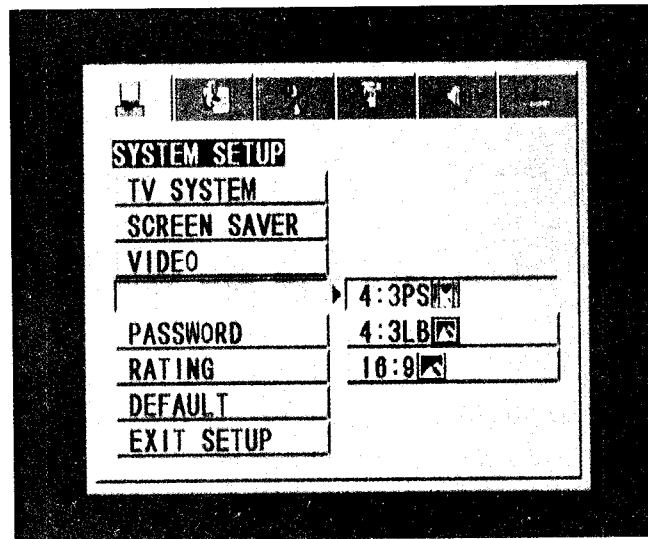 SYSTEM SETUP
TV SYSTEM
SCREEN SAVER
VIDEO
4:3PS
PASSWORD
4:3LB
RATING
16:9
DEFAULT
EXIT SETUP